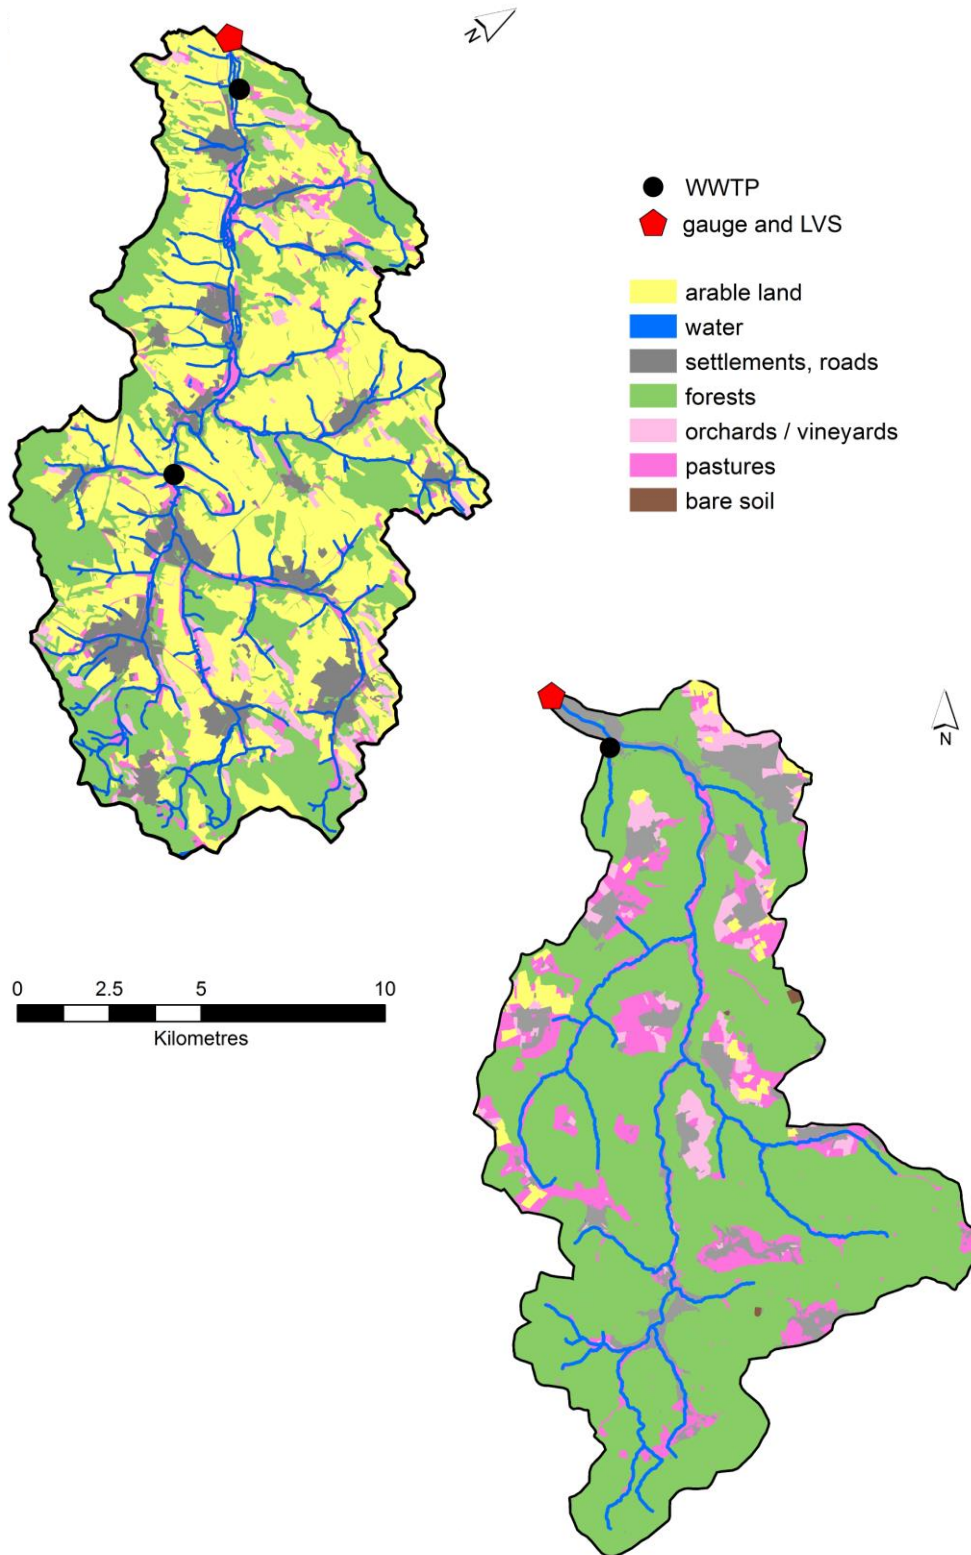 N
WWTP
gauge and LVS
arable land
water
settlements, roads
forests
orchards / vineyards
pastures
bare soil
N
0 2.5 5 10
Kilometres